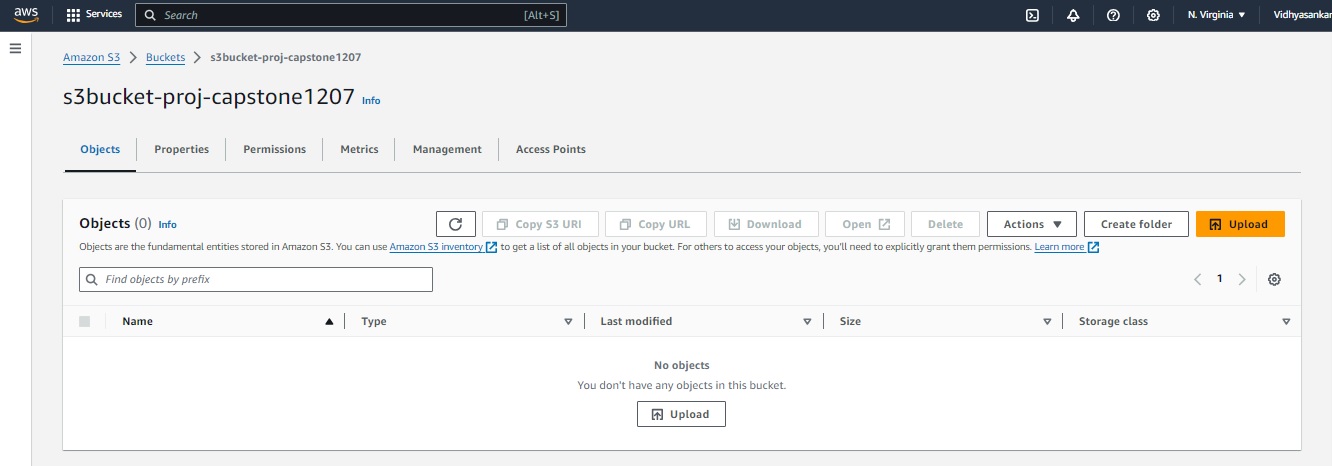 aws Services Search [Alt+S] N. Virginia Vidhyasankar
Amazon S3 Buckets s3bucket-proj-capstone1207
s3bucket-proj-capstone1207 Info
Objects Properties Permissions Metrics Management Access Points
Objects (0) Info Copy S3 URI Copy URL Download Open Delete Actions Create folder Upload
Objects are the fundamental entities stored in Amazon S3. You can use Amazon S3 inventory to get a list of all objects in your bucket. For others to access your objects, you'll need to explicitly grant them permissions. Learn more
Find objects by prefix 1
Name Type Last modified Size Storage class
No objects
You don't have any objects in this bucket.
Upload